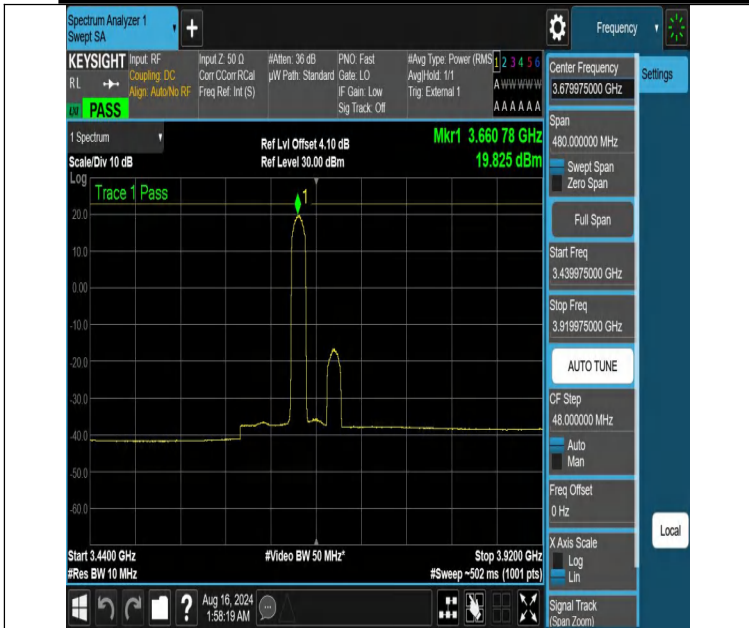 Spectrum Analyzer 1
Swept SA
+
Frequency
KEYSIGHT
RL
LXI
PASS
Input: RF
Coupling: DC
Align: Auto/No RF
Input Z: 50 Ω
Corr CCorr RCal
Freq Ref: Int (S)
#Atten: 36 dB
µW Path: Standard
PNO: Fast
Gate: LO
IF Gain: Low
Sig Track: Off
#Avg Type: Power (RMS
Avg|Hold: 1/1
Trig: External 1
1 2 3 4 5 6
A W W W W W
A A A A A A
1 Spectrum
Scale/Div 10 dB
Ref Lvl Offset 4.10 dB
Ref Level 30.00 dBm
Mkr1 3.660 78 GHz
19.825 dBm
Log
Trace 1 Pass
1
20.0
10.0
0.00
-10.0
-20.0
-30.0
-40.0
-50.0
-60.0
Start 3.4400 GHz
#Res BW 10 MHz
#Video BW 50 MHz*
Stop 3.9200 GHz
#Sweep ~502 ms (1001 pts)
Center Frequency
3.679975000 GHz
Settings
Span
480.000000 MHz
Swept Span
Zero Span
Full Span
Start Freq
3.439975000 GHz
Stop Freq
3.919975000 GHz
AUTO TUNE
CF Step
48.000000 MHz
Auto
Man
Freq Offset
0 Hz
X Axis Scale
Log
Lin
Signal Track
(Span Zoom)
Local
?
Aug 16, 2024
1:58:19 AM